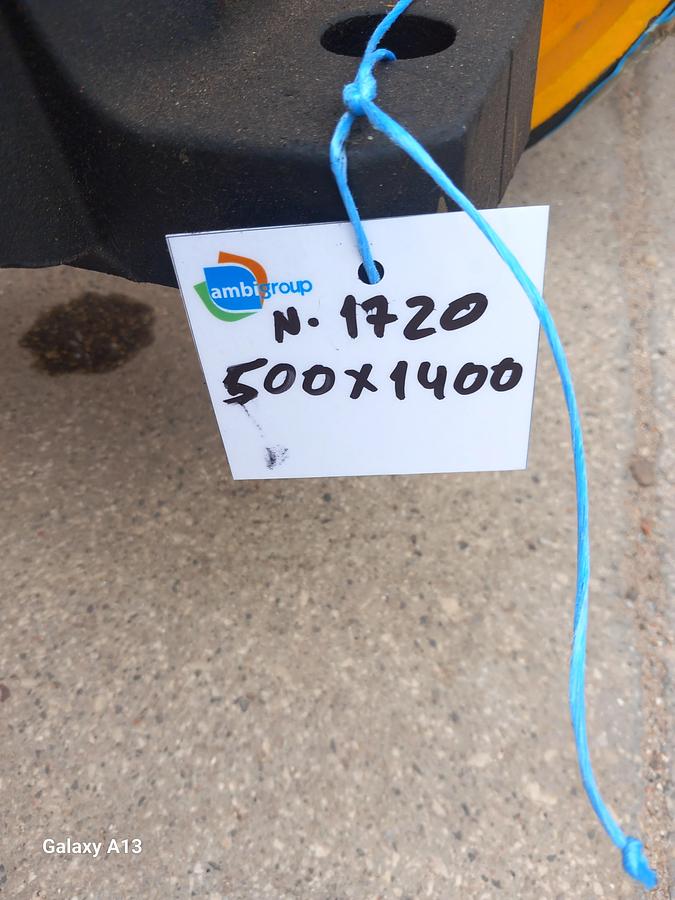 ambigroup
N. 1720
500x1400
Galaxy A13